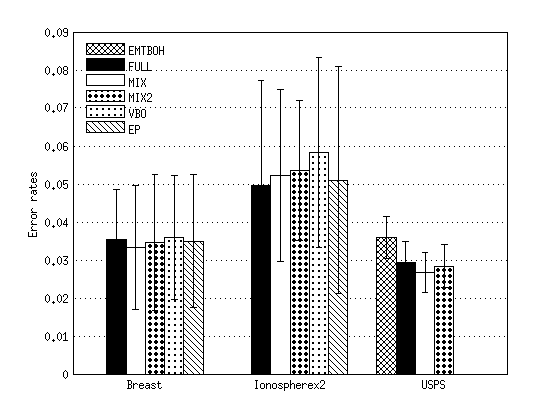 0.09
0.08
0.07
0.06
0.05
0.04
0.03
0.02
0.01
0
Error rates
EMTBOH
FULL
MIX
MIX2
VBO
EP
Breast
Ionospherex2
USPS